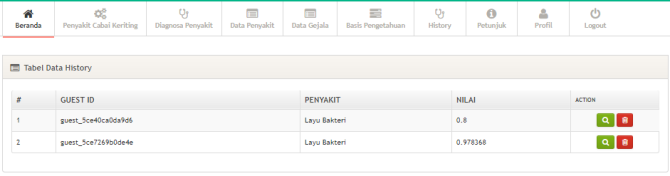 Beranda Penyakit Cabai Keriting Diagnosa Penyakit Data Penyakit Data Gejala Basis Pengetahuan History Petunjuk Profil Logout
Tabel Data History
# GUEST ID PENYAKIT NILAI ACTION
1 guest_5ce40ca0da9d6 Layu Bakteri 0.8
2 guest_5ce7269b0de4e Layu Bakteri 0.978368